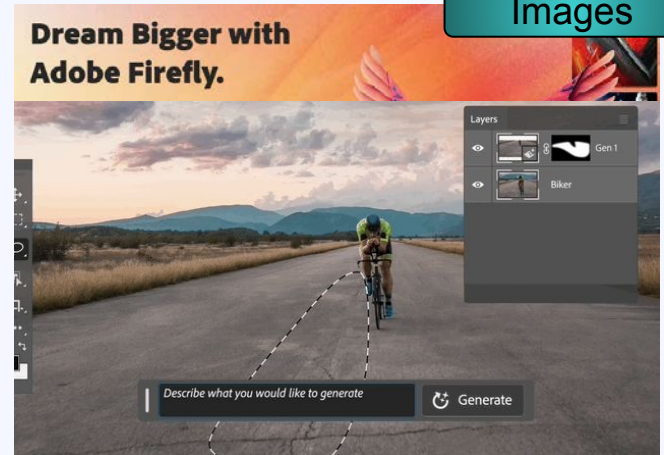 Images
Dream Bigger with
Adobe Firefly.
Layers
Gen 1
Biker
Describe what you would like to generate
Generate